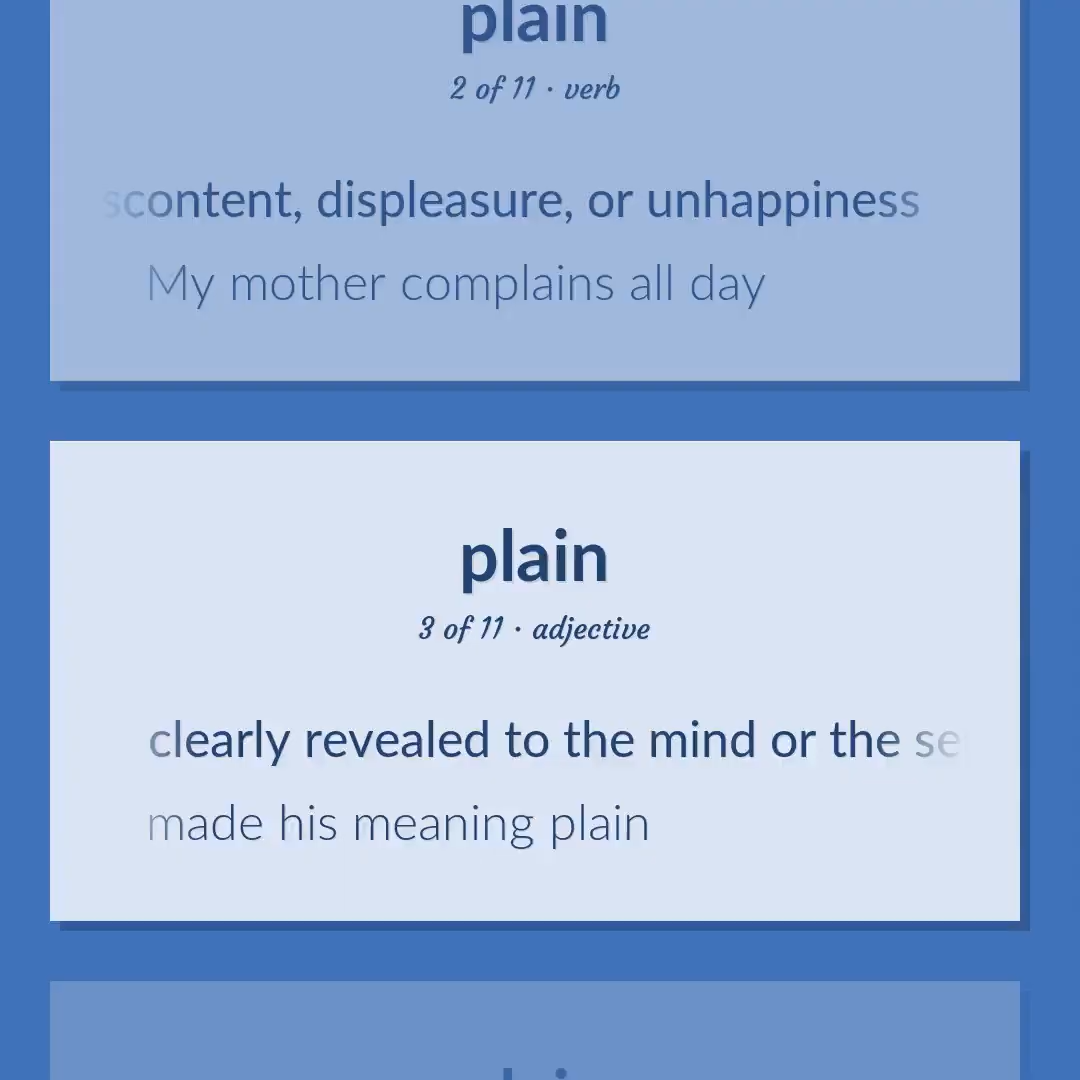 plain
2 of 11 · verb
scontent, displeasure, or unhappiness
My mother complains all day
plain
3 of 11 · adjective
clearly revealed to the mind or the se
made his meaning plain